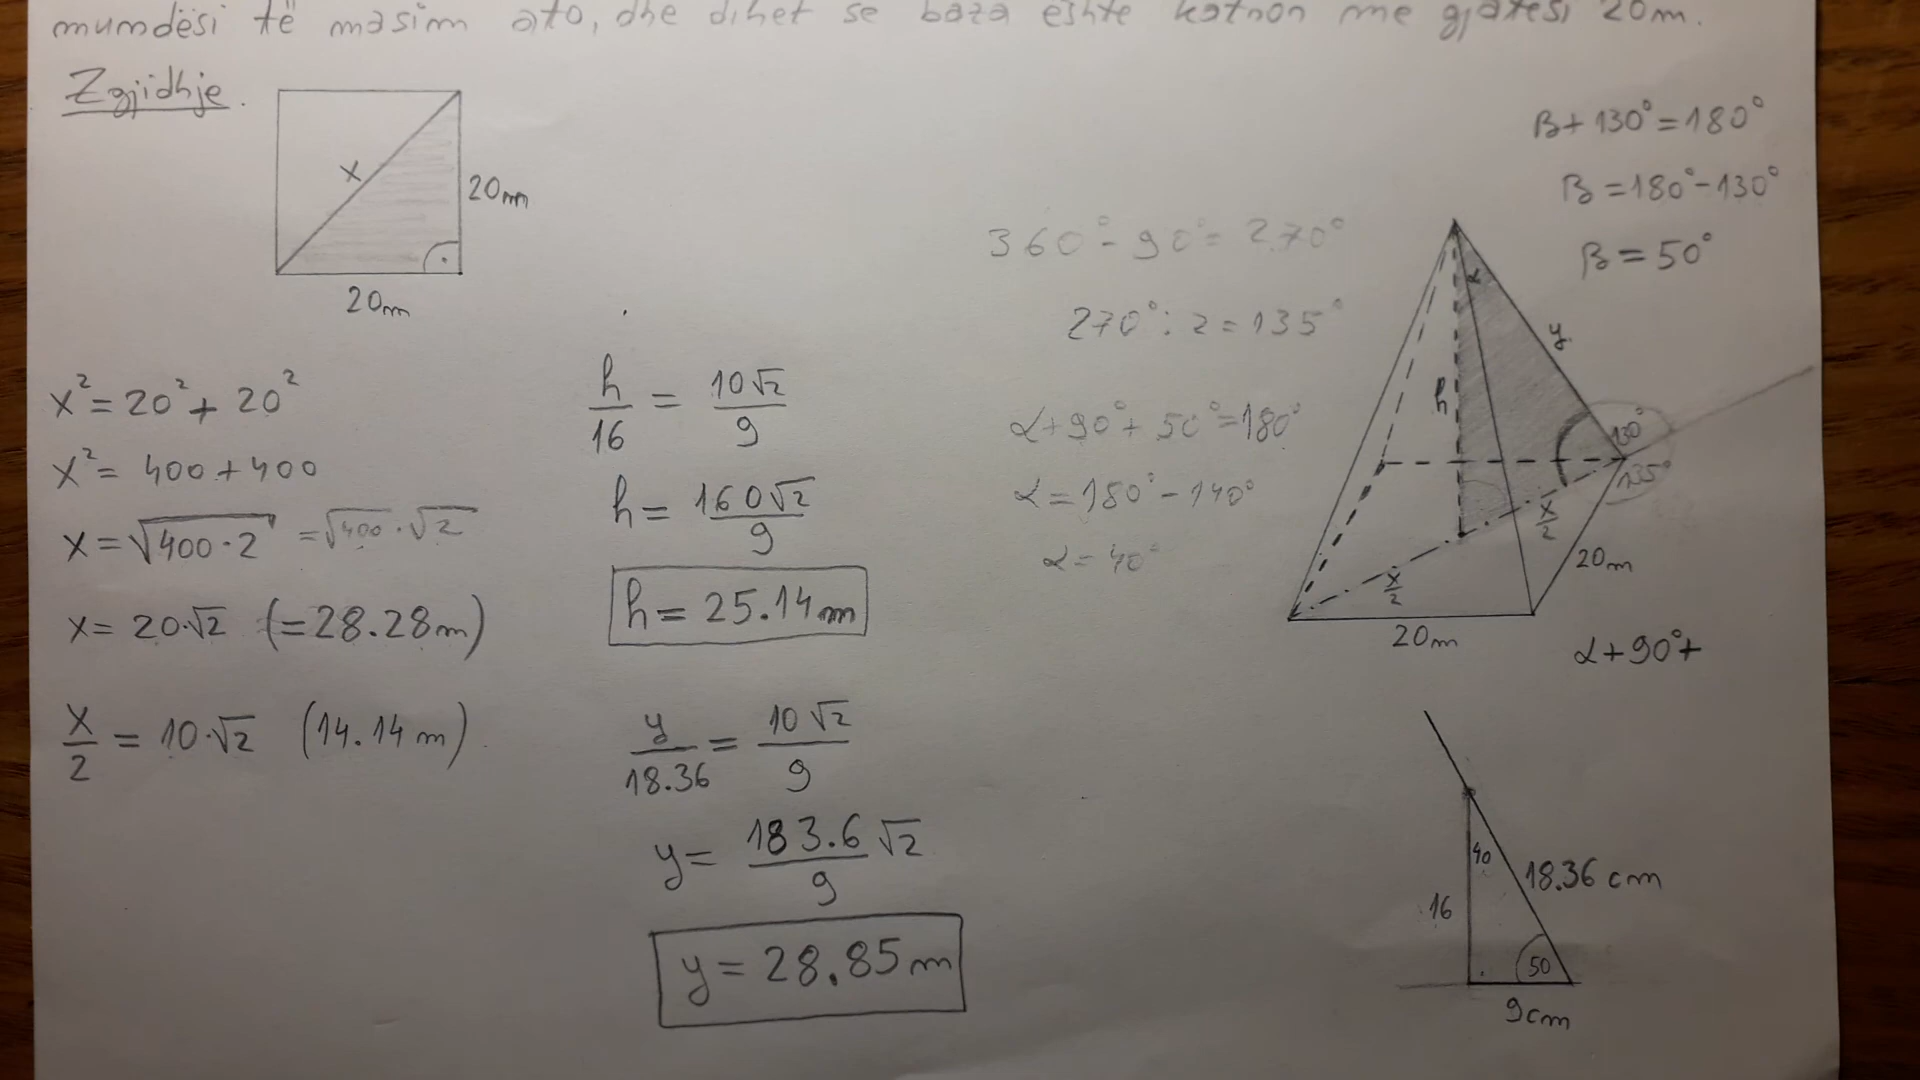 mundësi të masim ato, dhe dihet se baza është katror me gjatësi 20m.
Zgjidhje.
x
20m
20m
x² = 20² + 20²
x² = 400 + 400
x = √400·2 = √400 · √2
x = 20·√2 (= 28.28m)
x/2 = 10·√2 (14.14 m)
h/16 = 10√2/9
h = 160√2/9
h = 25.14m
y/18.36 = 10√2/9
y = 183.6√2/9
y = 28.85m
360° - 90° = 270°
270° : 2 = 135°
α + 90° + 50° = 180°
α = 180° - 140°
α = 40°
β + 130° = 180°
β = 180° - 130°
β = 50°
α
y
h
130°
135°
x/2
x/2
20m
20m
α + 90° +
40
18.36 cm
16
50
9cm